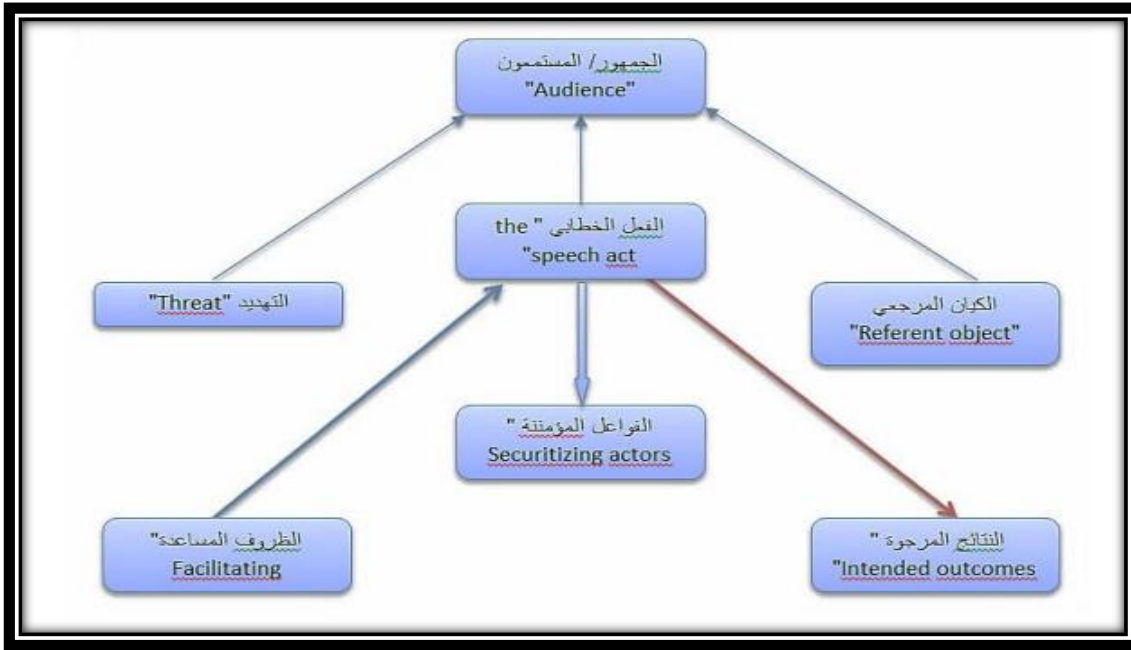 الجمهور/ المستمعون
"Audience"
الفعل الخطابي "the
speech act"
التهديد "Threat"
الكيان المرجعي
"Referent object"
الفواعل المؤمننة "
Securitizing actors
الظروف المساعدة"
Facilitating
النتائج المرجوة "
Intended outcomes"